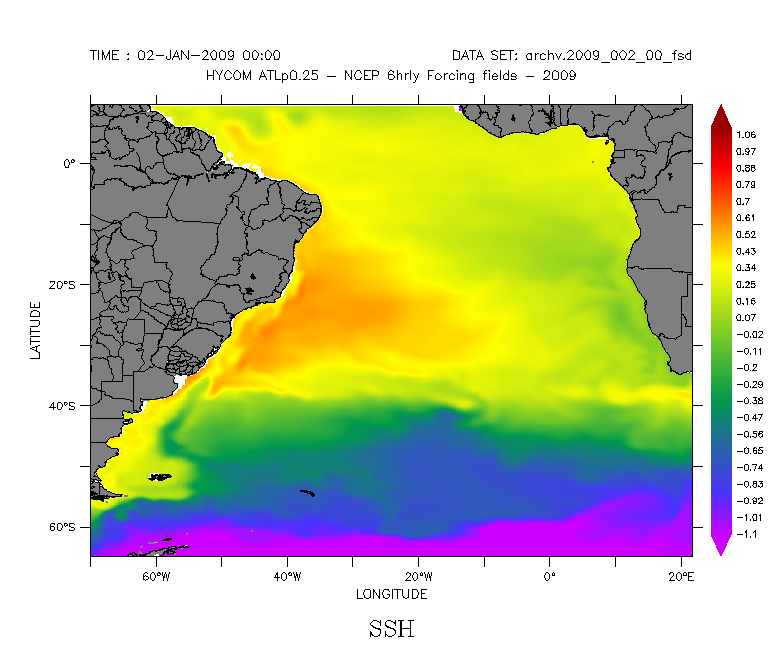 TIME : 02-JAN-2009 00:00
DATA SET: archv.2009_002_00_fsd
HYCOM ATLp0.25 - NCEP 6hrly Forcing fields - 2009
1.06
0.97
0.88
0.79
0.7
0.61
0.52
0.43
0.34
0.25
0.16
0.07
-0.02
-0.11
-0.2
-0.29
-0.38
-0.47
-0.56
-0.65
-0.74
-0.83
-0.92
-1.01
-1.1
0°
20°S
40°S
60°S
LATITUDE
60°W
40°W
20°W
0°
20°E
LONGITUDE
SSH